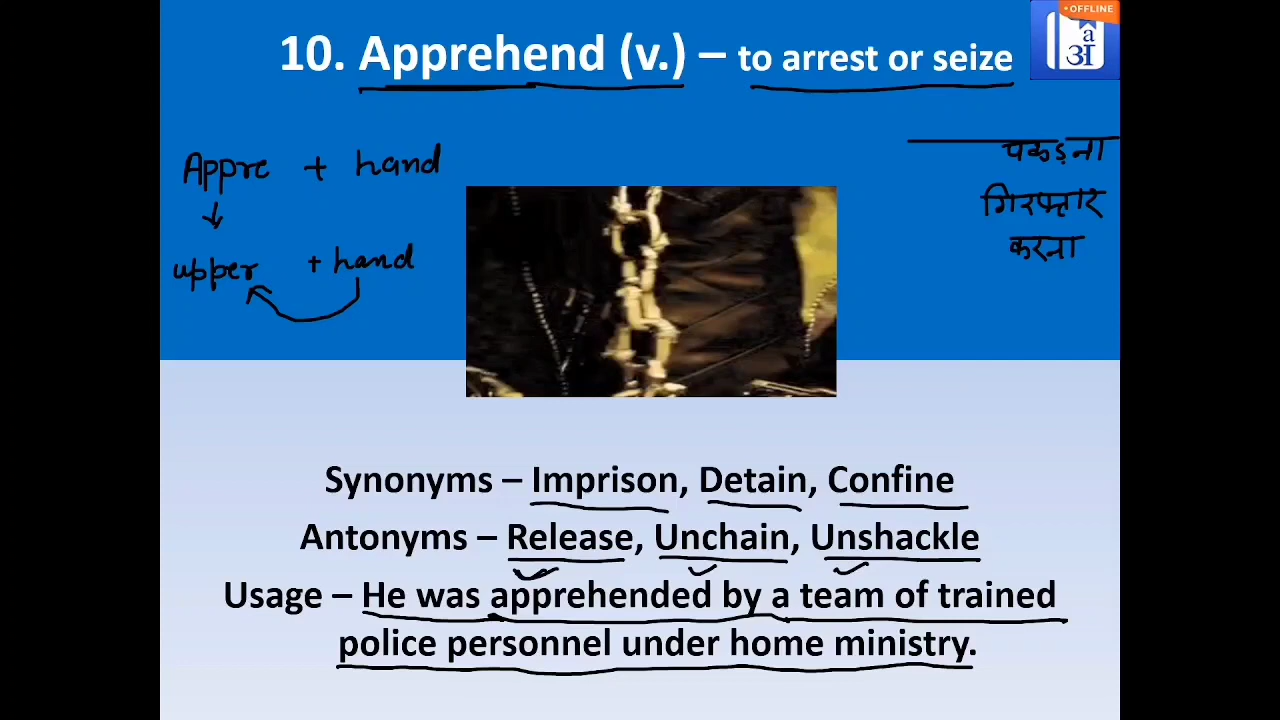 • OFFLINE
a
अ
10. Apprehend (v.) – to arrest or seize
Appre + hand
upper + hand
पकड़ना
गिरफ्तार
करना
Synonyms – Imprison, Detain, Confine
Antonyms – Release, Unchain, Unshackle
Usage – He was apprehended by a team of trained
police personnel under home ministry.